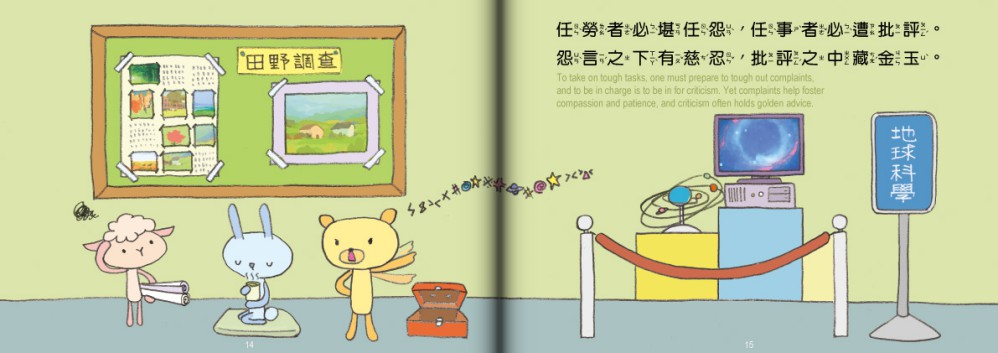 田野調查
14
任勞者必堪任怨，任事者必遭批評。
怨言之下有慈忍，批評之中藏金玉。
To take on tough tasks, one must prepare to tough out complaints,
and to be in charge is to be in for criticism. Yet complaints help foster
compassion and patience, and criticism often holds golden advice.
地球科學
15